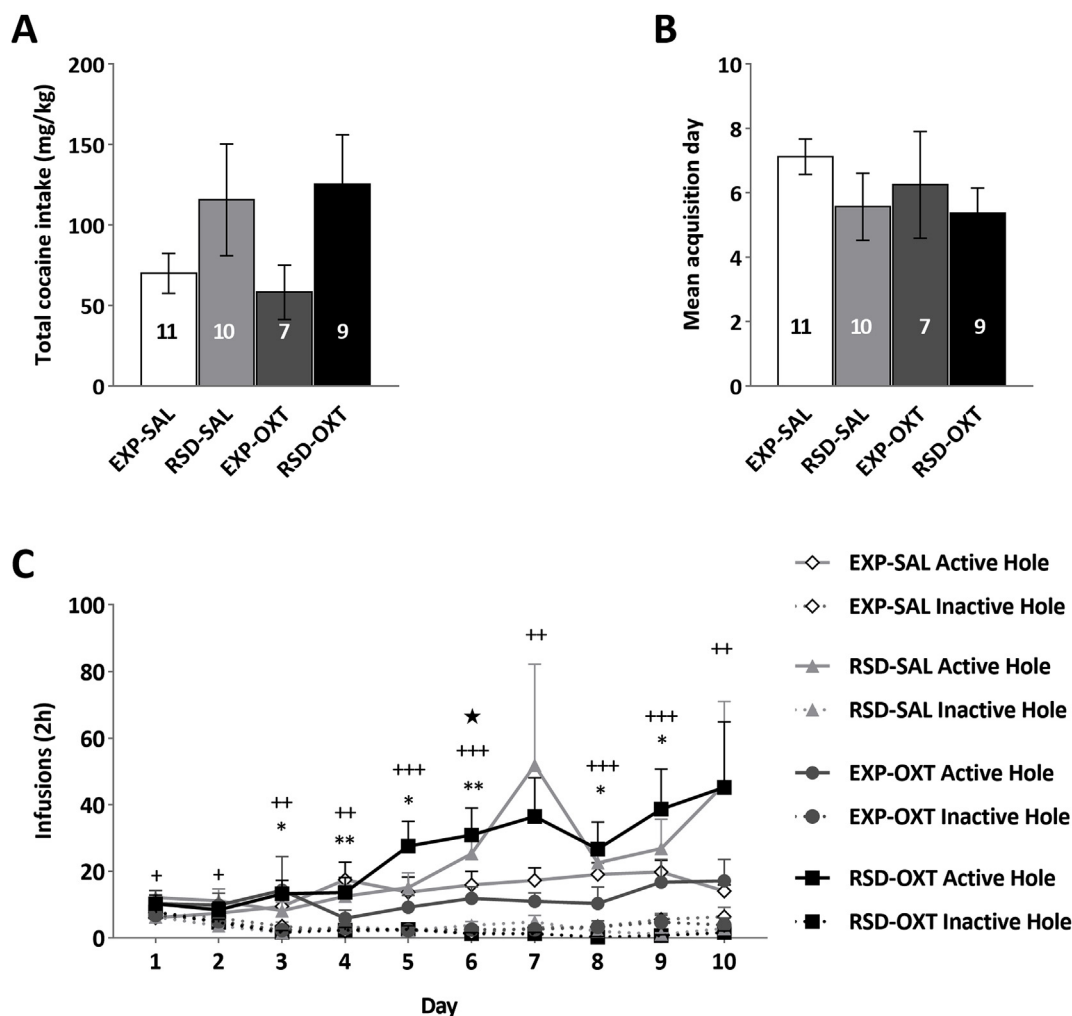 A
Total cocaine intake (mg/kg)
200
150
100
50
0
11
10
7
9
EXP-SAL
RSD-SAL
EXP-OXT
RSD-OXT
B
Mean acquisition day
10
8
6
4
2
0
11
10
7
9
EXP-SAL
RSD-SAL
EXP-OXT
RSD-OXT
C
Infusions (2h)
100
80
60
40
20
0
+
+
++
*
++
**
+++
*
★
+++
**
++
+++
*
+++
*
++
1 2 3 4 5 6 7 8 9 10
Day
EXP-SAL Active Hole
EXP-SAL Inactive Hole
RSD-SAL Active Hole
RSD-SAL Inactive Hole
EXP-OXT Active Hole
EXP-OXT Inactive Hole
RSD-OXT Active Hole
RSD-OXT Inactive Hole